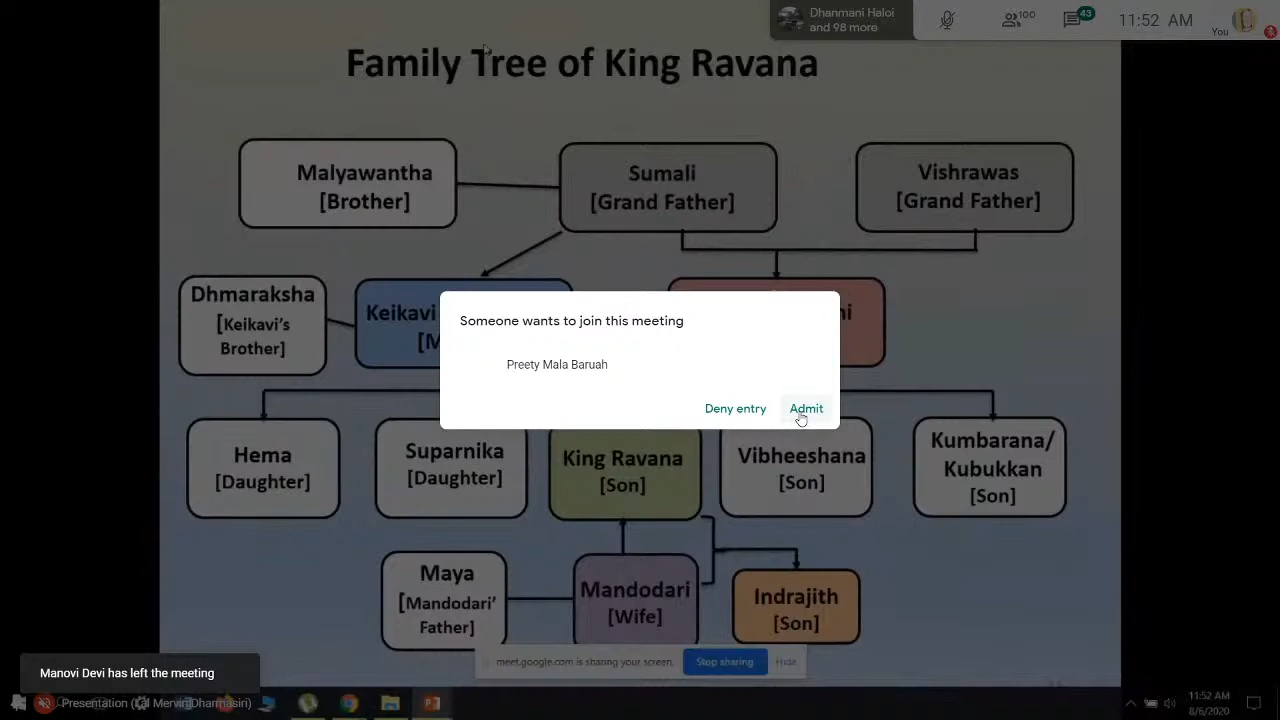 Dhanmani Haloi
and 98 more
100
43
11:52 AM
You
Family Tree of King Ravana
Malyawantha
[Brother]
Sumali
[Grand Father]
Vishrawas
[Grand Father]
Dhmaraksha
[Keikavi's
Brother]
Keikavi
[M
hi
Someone wants to join this meeting
Preety Mala Baruah
Deny entry
Admit
Hema
[Daughter]
Suparnika
[Daughter]
King Ravana
[Son]
Vibheeshana
[Son]
Kumbarana/
Kubukkan
[Son]
Maya
[Mandodari'
Father]
Mandodari
[Wife]
Indrajith
[Son]
meet.google.com is sharing your screen.
Stop sharing
Hide
Manovi Devi has left the meeting
Presentation (Lal MervinDharmasiri)
11:52 AM
8/6/2020